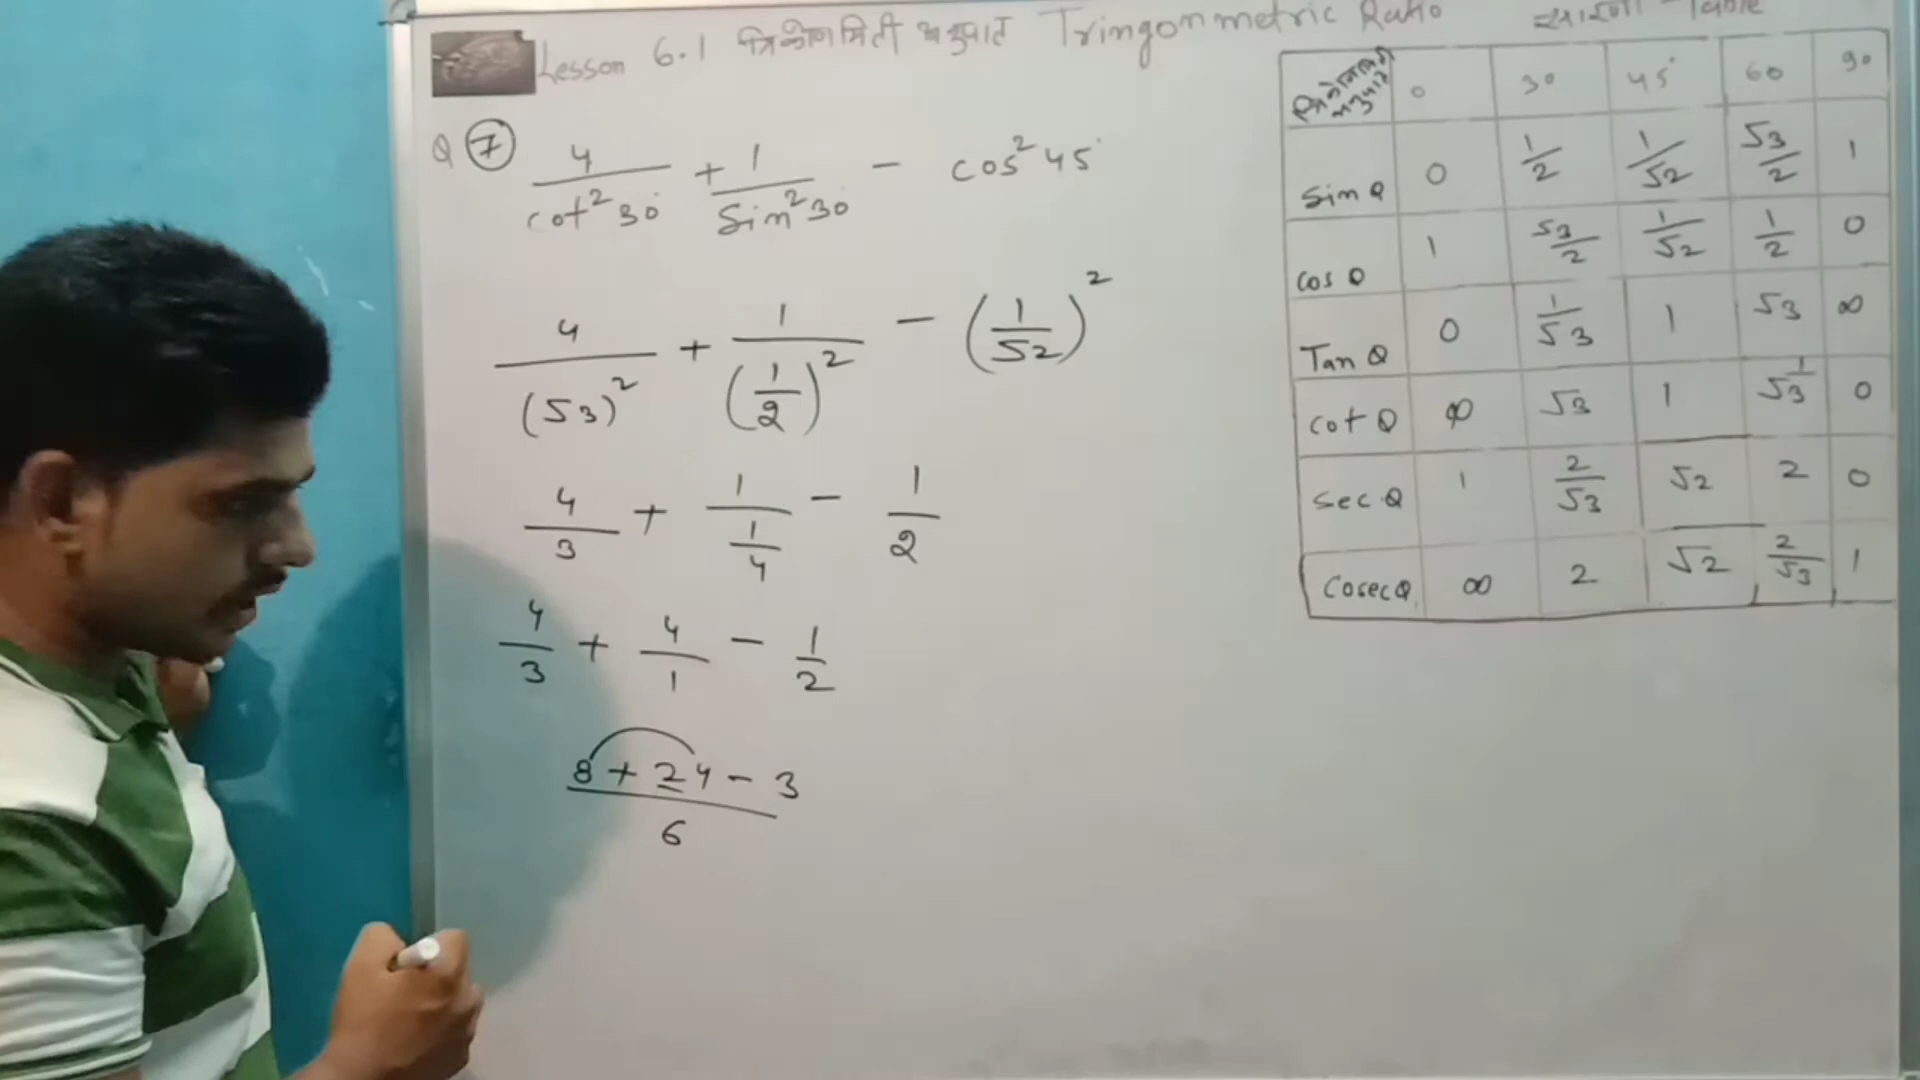 Lesson 6.1 त्रिकोणमिती अनुपात Tringonmmetric Ratio सारणी Table
Q 7 4/cot²30° + 1/Sin²30 - cos²45°
4/(√3)² + 1/(1/2)² - (1/√2)²
4/3 + 1/(1/4) - 1/2
4/3 + 4/1 - 1/2
(8 + 24 - 3)/6
0 30 45° 60 90
Sin θ 0 1/2 1/√2 √3/2 1
Cos θ 1 √3/2 1/√2 1/2 0
Tan θ 0 1/√3 1 √3 ∞
Cot θ ∞ √3 1 1/√3 0
Sec θ 1 2/√3 √2 2 0
Cosec θ ∞ 2 √2 2/√3 1